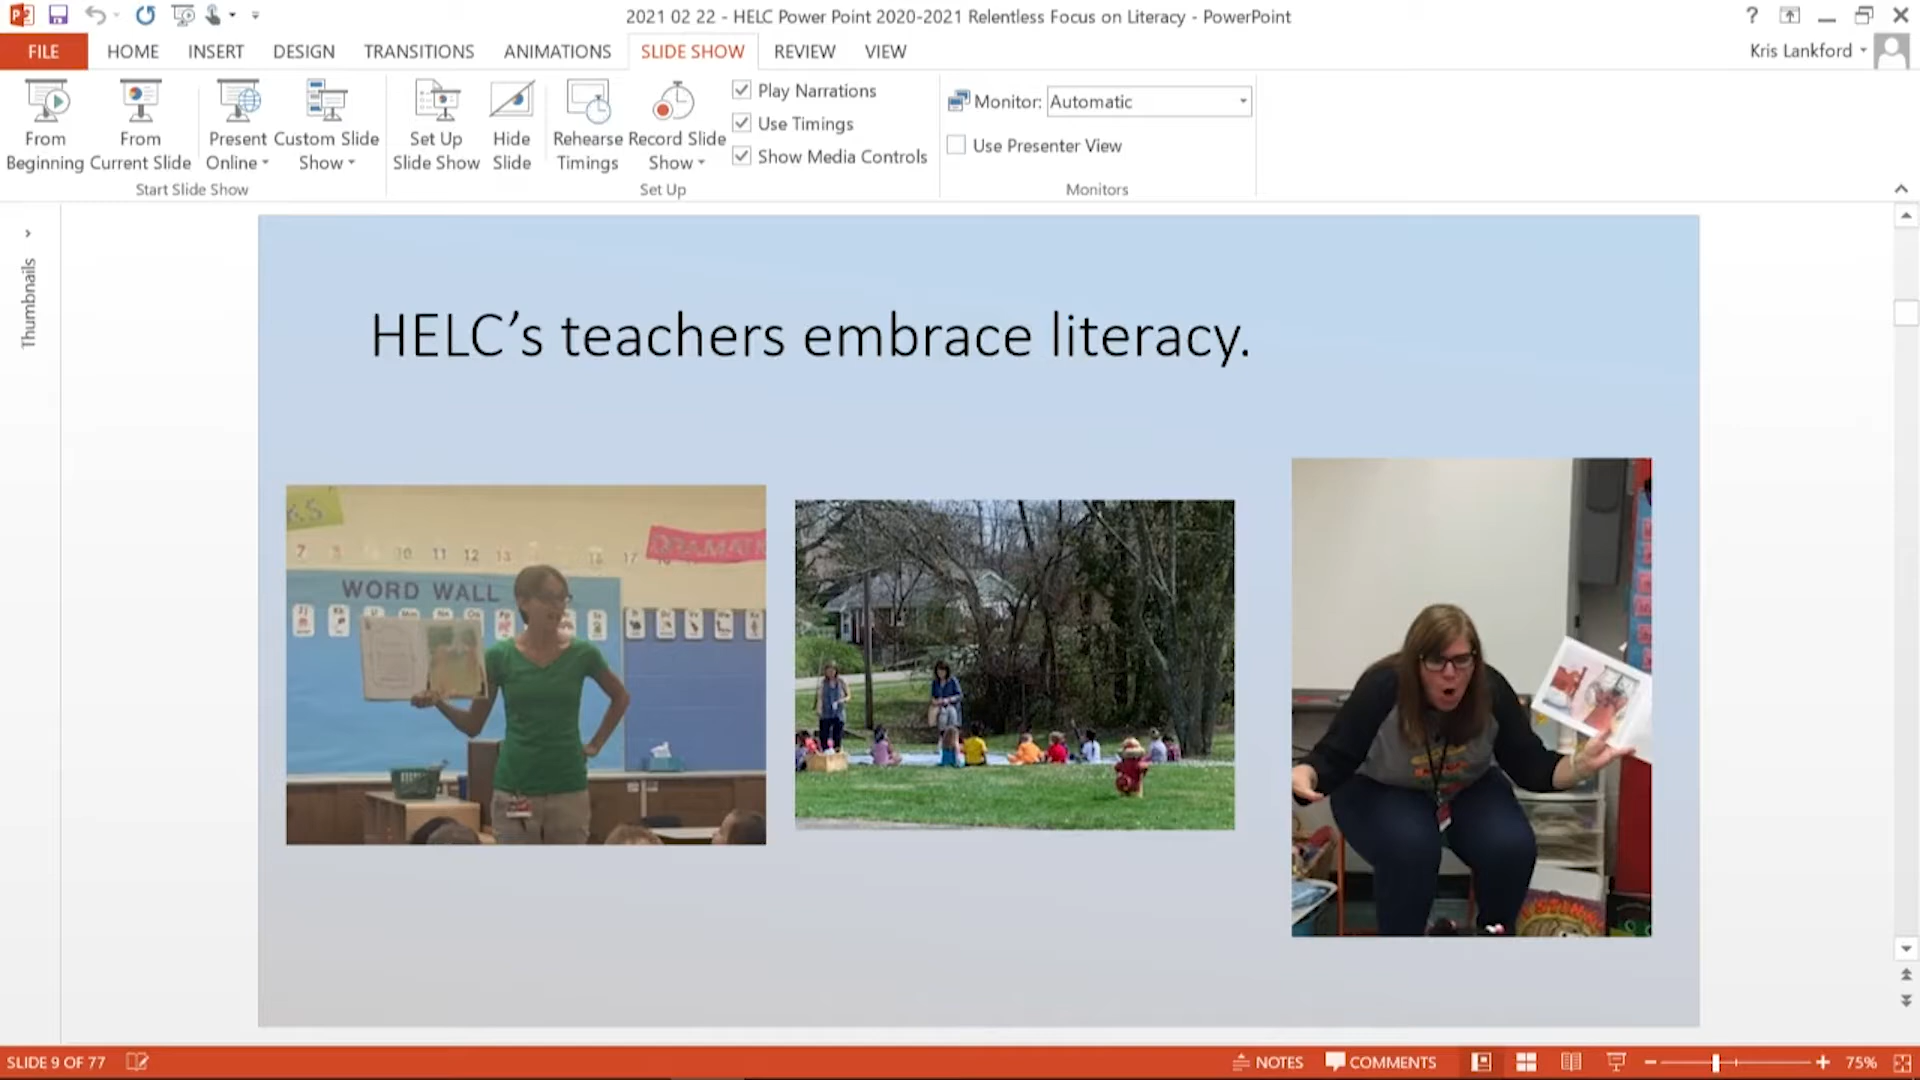 2021 02 22 - HELC Power Point 2020-2021 Relentless Focus on Literacy - PowerPoint
FILE HOME INSERT DESIGN TRANSITIONS ANIMATIONS SLIDE SHOW REVIEW VIEW
Kris Lankford
From Beginning
From Current Slide
Present Online
Custom Slide Show
Set Up Slide Show
Hide Slide
Rehearse Timings
Record Slide Show
Play Narrations
Use Timings
Show Media Controls
Monitor: Automatic
Use Presenter View
Start Slide Show
Set Up
Monitors
Thumbnails
HELC’s teachers embrace literacy.
7
10 11 12 13
17
WORD WALL
SLIDE 9 OF 77
NOTES
COMMENTS
75%